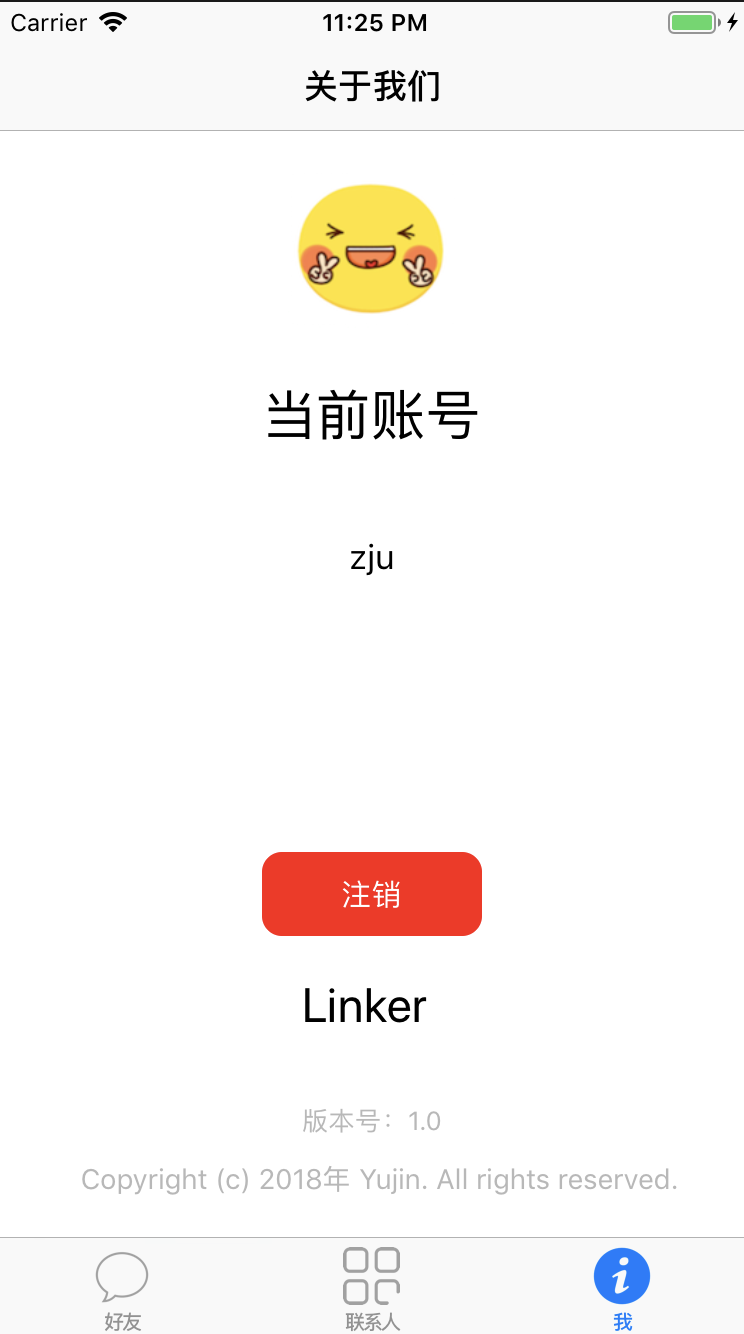 Carrier 11:25 PM
关于我们
当前账号
zju
注销
Linker
版本号：1.0
Copyright (c) 2018年 Yujin. All rights reserved.
好友 联系人 我